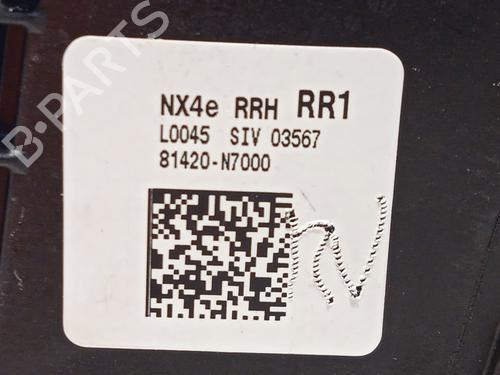 B-PARTS
NX4e RRH RR1
L0045 SIV 03567
81420-N7000